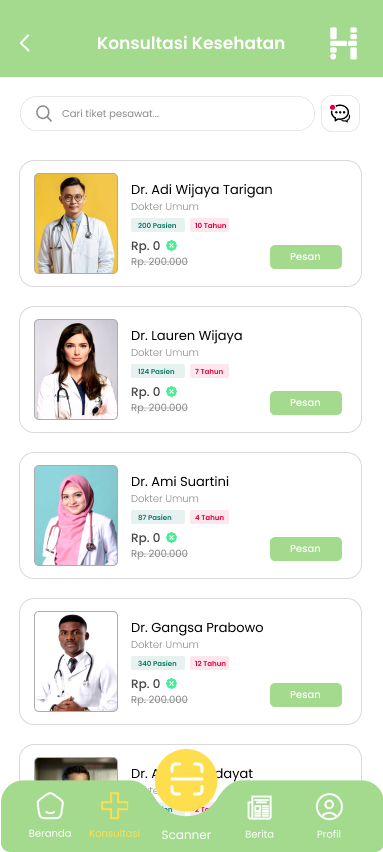 Konsultasi Kesehatan
Cari tiket pesawat...
Dr. Adi Wijaya Tarigan
Dokter Umum
200 Pasien 10 Tahun
Rp. 0
Rp. 200.000
Pesan
Dr. Lauren Wijaya
Dokter Umum
124 Pasien 7 Tahun
Rp. 0
Rp. 200.000
Pesan
Dr. Ami Suartini
Dokter Umum
87 Pasien 4 Tahun
Rp. 0
Rp. 200.000
Pesan
Dr. Gangsa Prabowo
Dokter Umum
340 Pasien 12 Tahun
Rp. 0
Rp. 200.000
Pesan
Dr.
Beranda
Konsultasi
Scanner
Berita
Profil